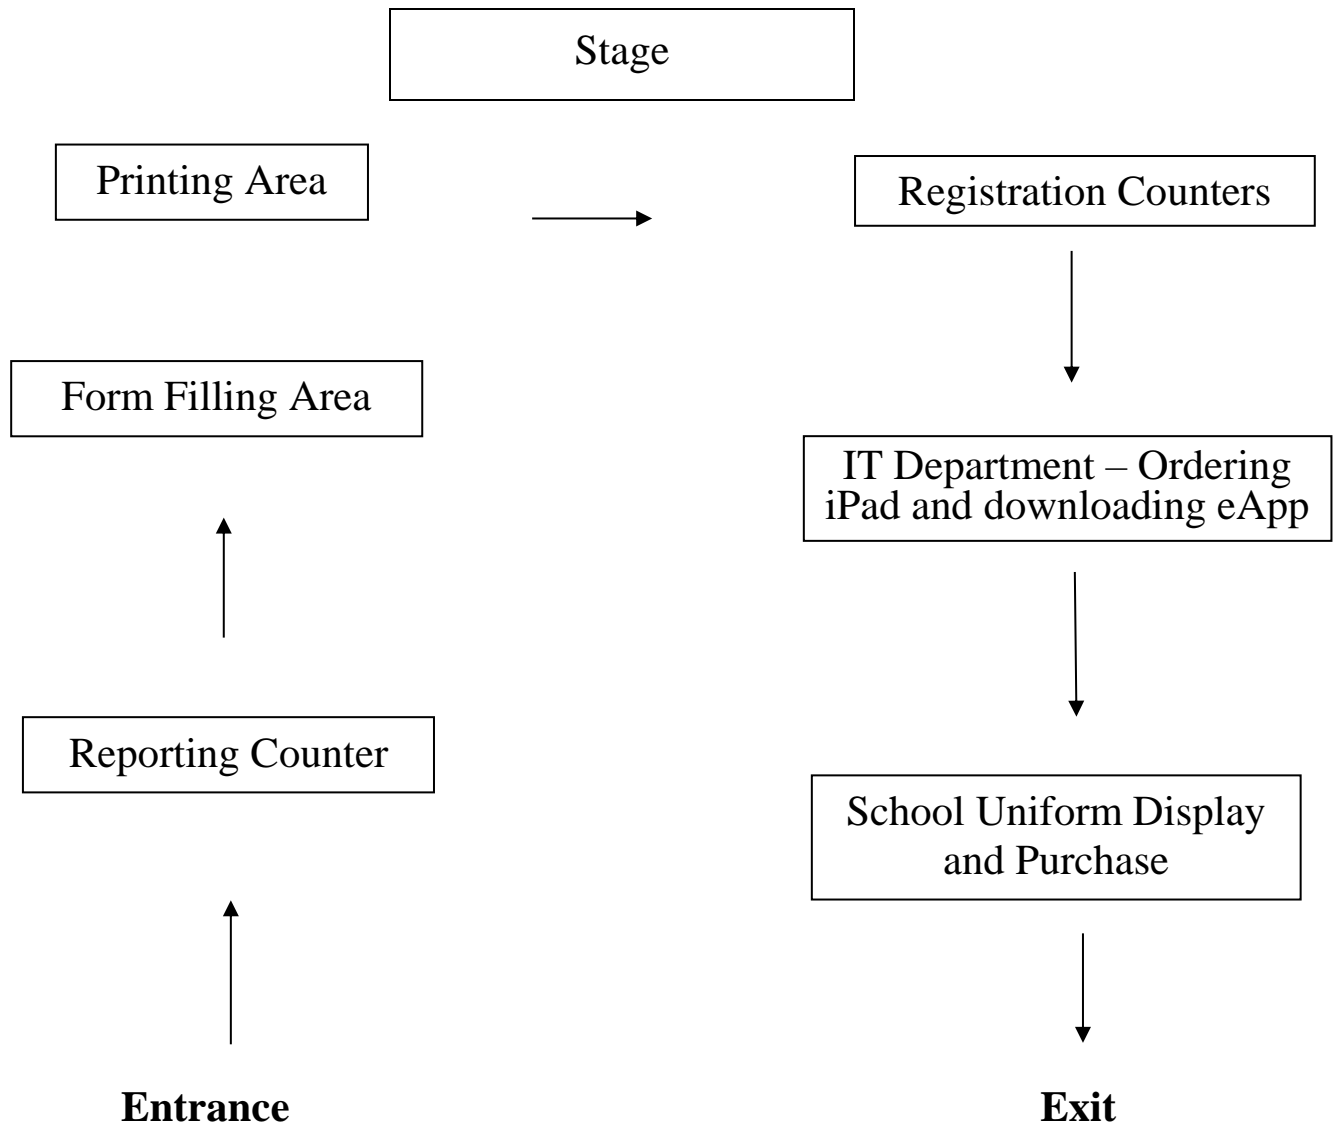 Stage
Printing Area
Registration Counters
Form Filling Area
IT Department – Ordering
iPad and downloading eApp
Reporting Counter
School Uniform Display
and Purchase
Entrance
Exit